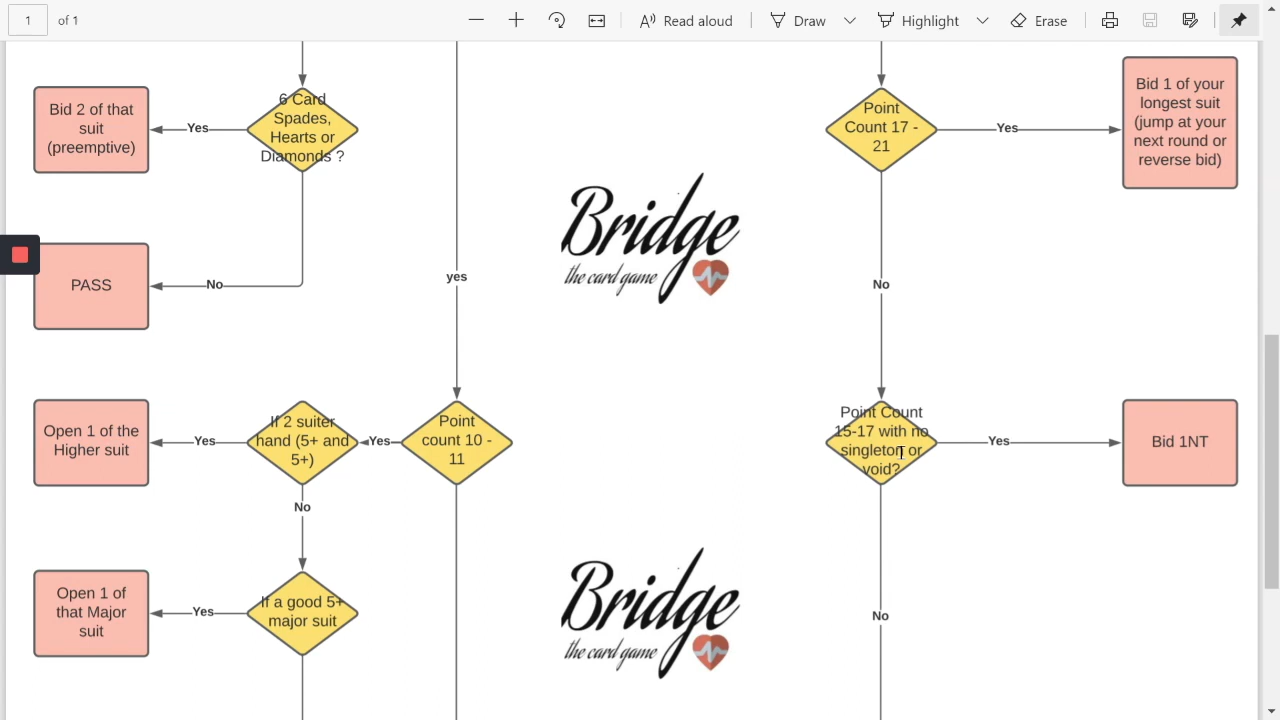 1 of 1
Read aloud
Draw
Highlight
Erase
Bid 2 of that
suit
(preemptive)
Yes
6 Card
Spades,
Hearts or
Diamonds ?
Point
Count 17 -
21
Yes
Bid 1 of your
longest suit
(jump at your
next round or
reverse bid)
Bridge
the card game
PASS
No
yes
No
Open 1 of the
Higher suit
Yes
If 2 suiter
hand (5+ and
5+)
Yes
Point
count 10 -
11
Point Count
15-17 with no
singleton or
void?
Yes
Bid 1NT
No
Bridge
the card game
Open 1 of
that Major
suit
Yes
If a good 5+
major suit
No